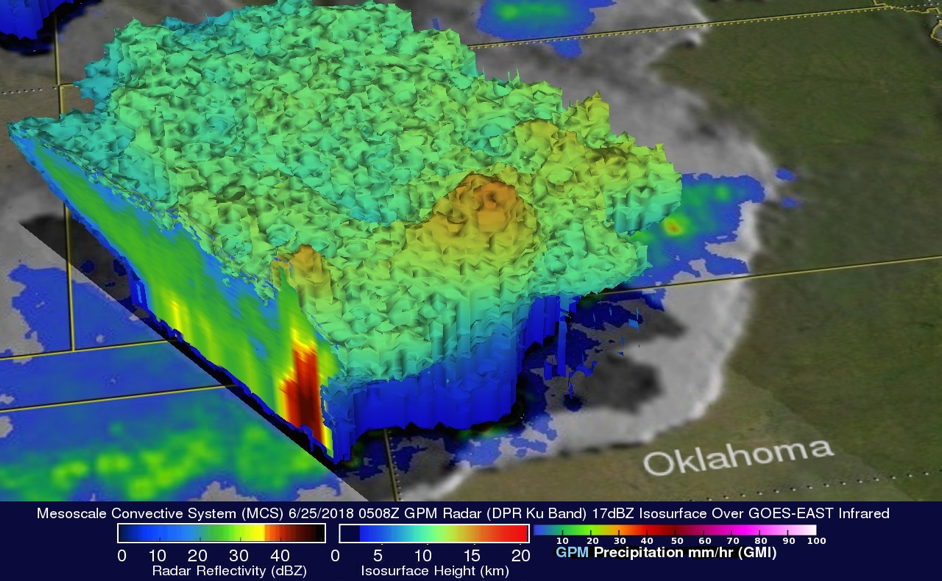 Oklahoma
Mesoscale Convective System (MCS) 6/25/2018 0508Z GPM Radar (DPR Ku Band) 17dBZ Isosurface Over GOES-EAST Infrared
0 10 20 30 40 0 5 10 15 20 10 20 30 40 50 60 70 80 90 100
GPM Precipitation mm/hr (GMI)
Radar Reflectivity (dBZ) Isosurface Height (km)